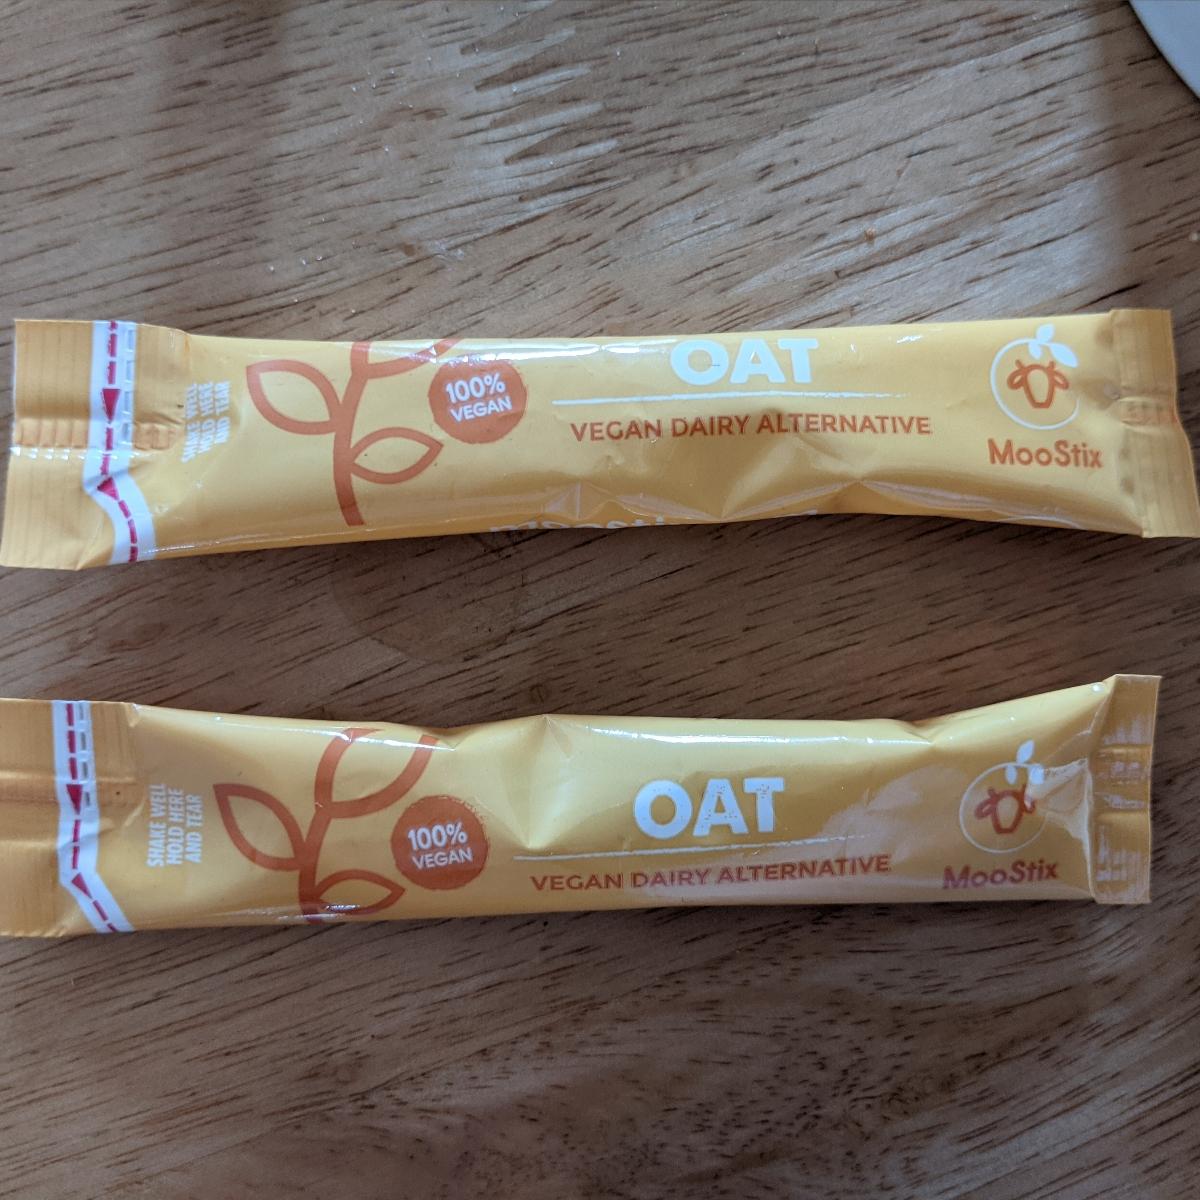 SHAKE WELL
HOLD HERE
AND TEAR
100%
VEGAN
OAT
VEGAN DAIRY ALTERNATIVE
MooStix
SHAKE WELL
HOLD HERE
AND TEAR
100%
VEGAN
OAT
VEGAN DAIRY ALTERNATIVE
MooStix